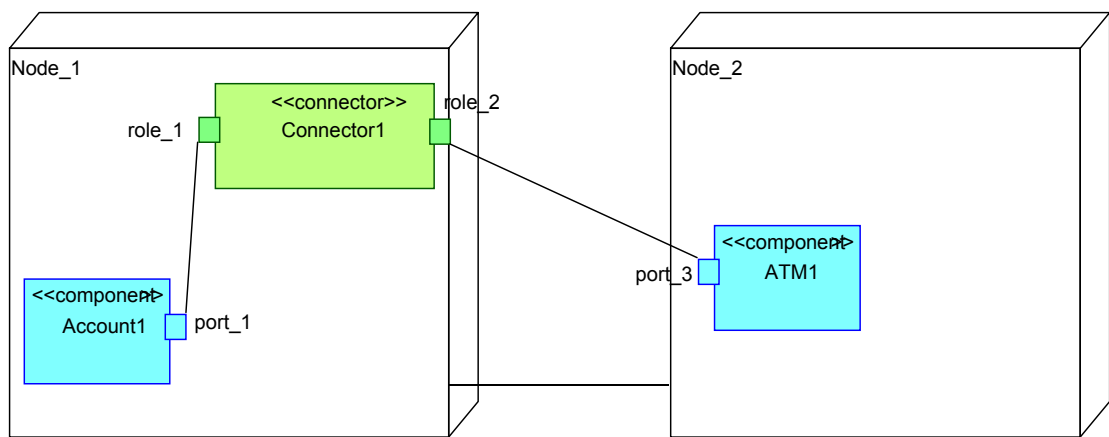 Node_1
<<connector>>
Connector1
role_1
role_2
<<component>>
Account1
port_1
Node_2
<<component>>
ATM1
port_3